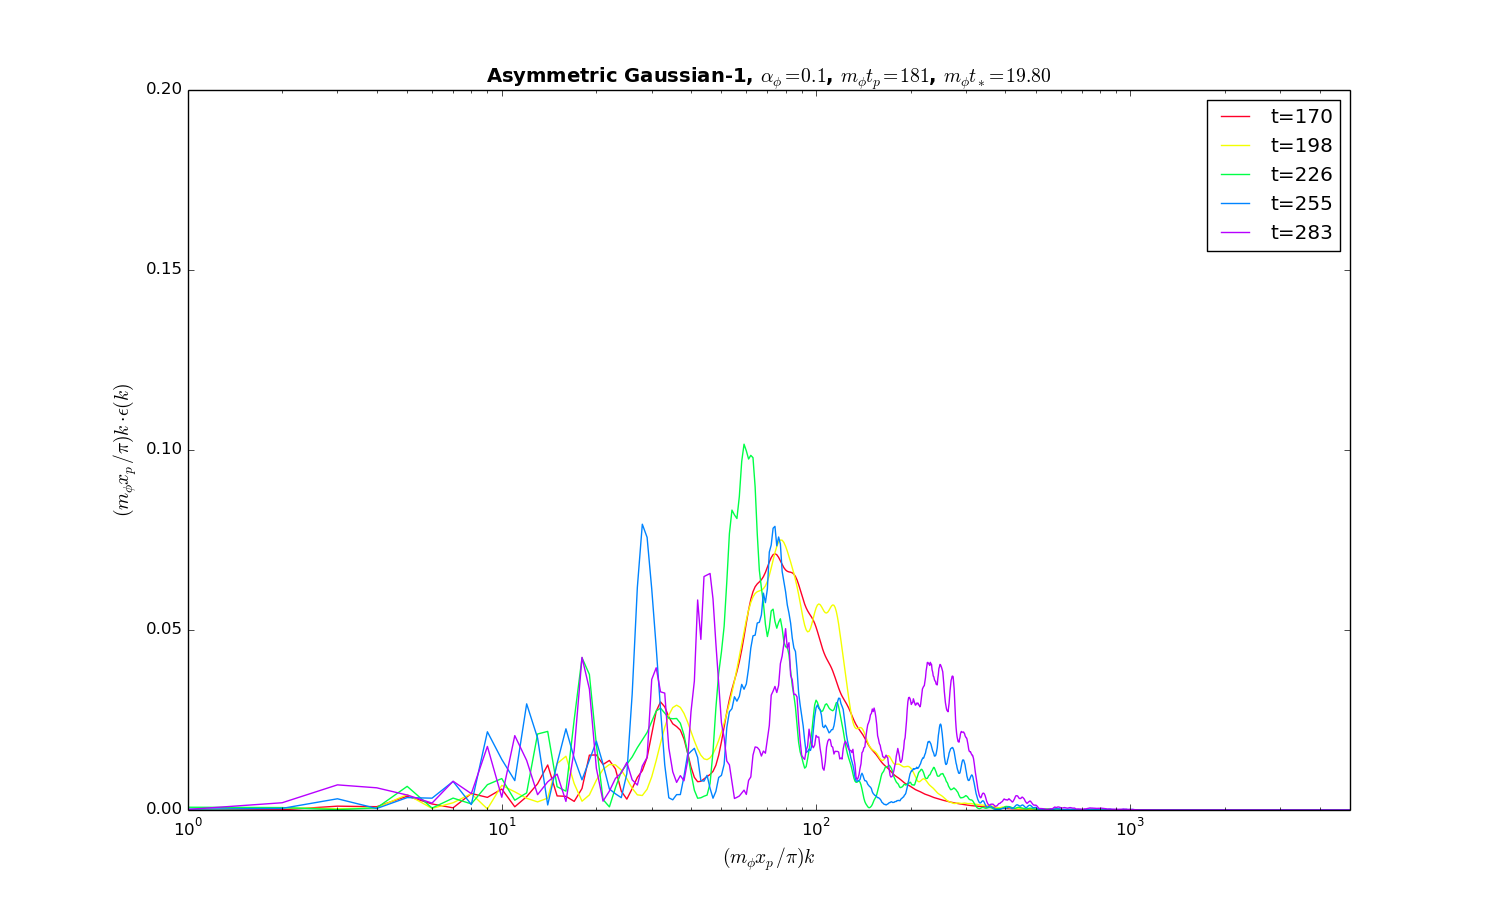 Asymmetric Gaussian-1, α_ϕ=0.1, m_ϕt_p=181, m_ϕt_*=19.80
0.20
t=170
t=198
t=226
t=255
t=283
0.15
0.10
(m_ϕx_p/π)k·ϵ(k)
0.05
0.00
10^0 10^1 10^2 10^3
(m_ϕx_p/π)k